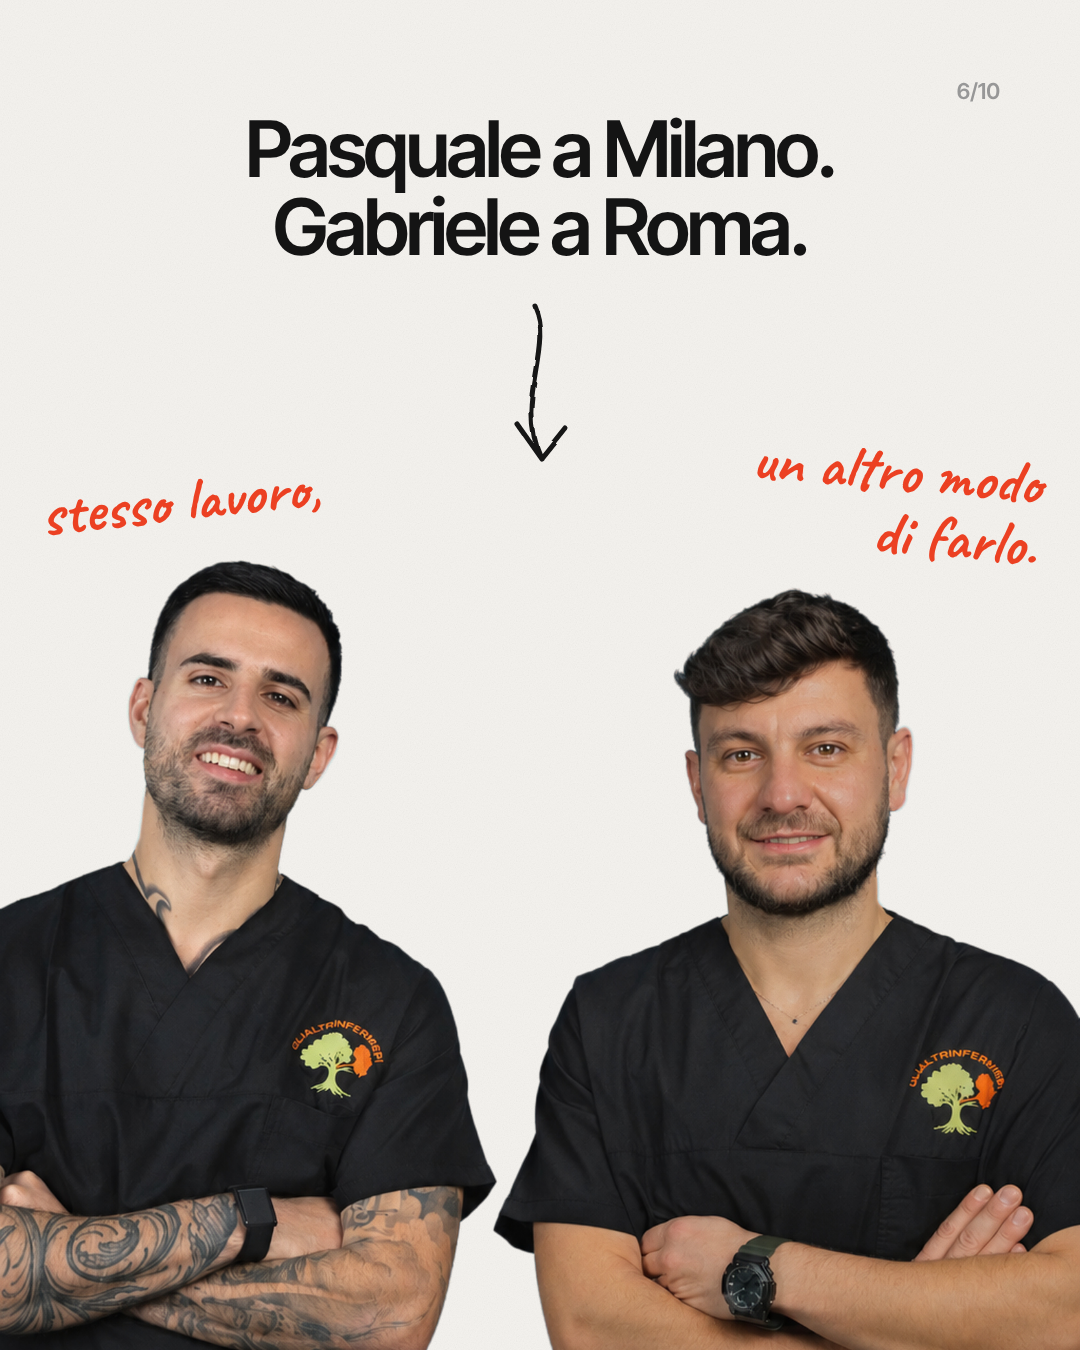 6/10
Pasquale a Milano.
Gabriele a Roma.
stesso lavoro,
un altro modo
di farlo.